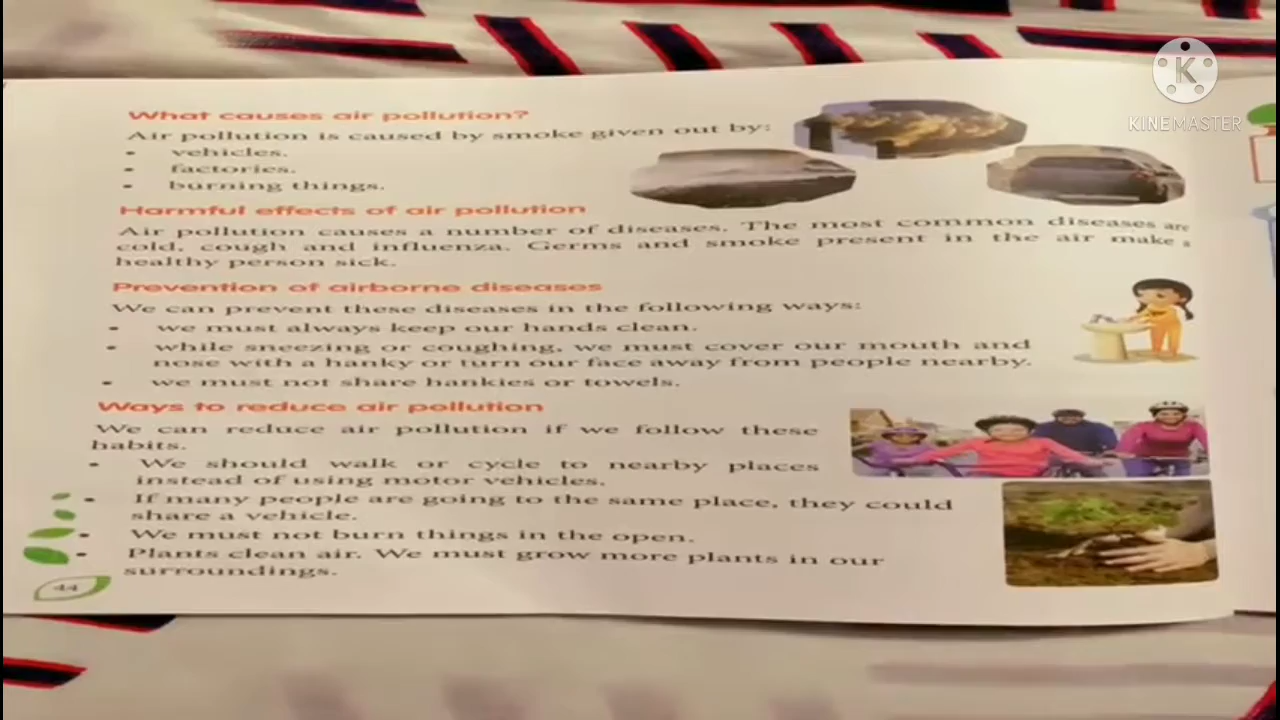 What causes air pollution?
Air pollution is caused by smoke given out by:
• vehicles.
• factories.
• burning things.
Harmful effects of air pollution
Air pollution causes a number of diseases. The most common diseases are
cold, cough and influenza. Germs and smoke present in the air make a
healthy person sick.
Prevention of airborne diseases
We can prevent these diseases in the following ways:
• we must always keep our hands clean.
• while sneezing or coughing, we must cover our mouth and
nose with a hanky or turn our face away from people nearby.
• we must not share hankies or towels.
Ways to reduce air pollution
We can reduce air pollution if we follow these
habits.
• We should walk or cycle to nearby places
instead of using motor vehicles.
• If many people are going to the same place, they could
share a vehicle.
• We must not burn things in the open.
• Plants clean air. We must grow more plants in our
surroundings.
44
K
KINEMASTER